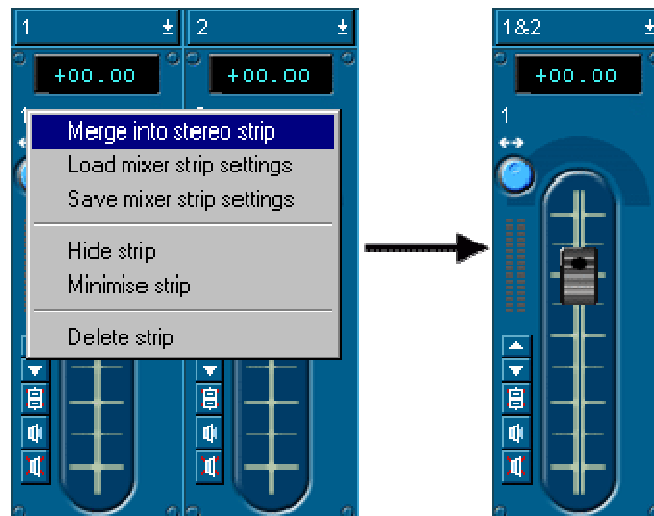 1 2 1&2
+00.00 +00.00 +00.00
1
Merge into stereo strip
Load mixer strip settings
Save mixer strip settings
Hide strip
Minimise strip
Delete strip